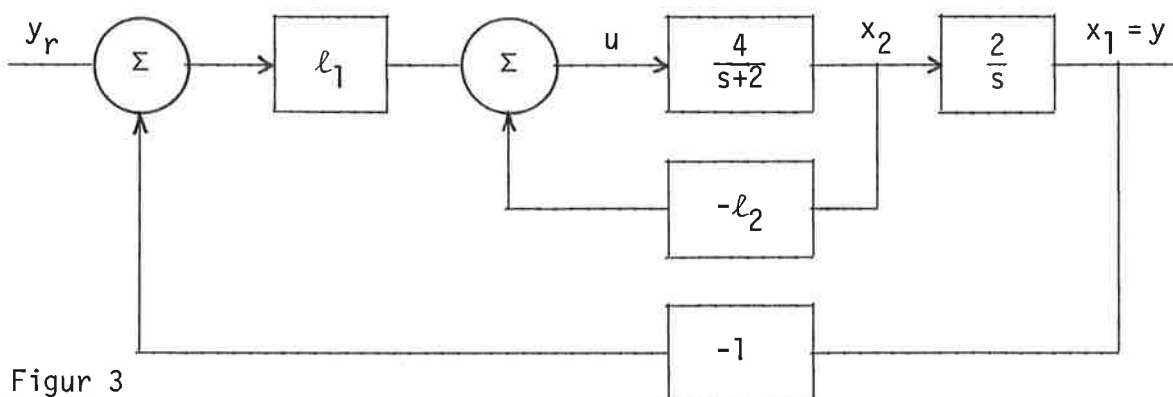 y_r
Σ
ℓ_1
Σ
u
4
s+2
x_2
2
s
x_1 = y
-ℓ_2
-1
Figur 3